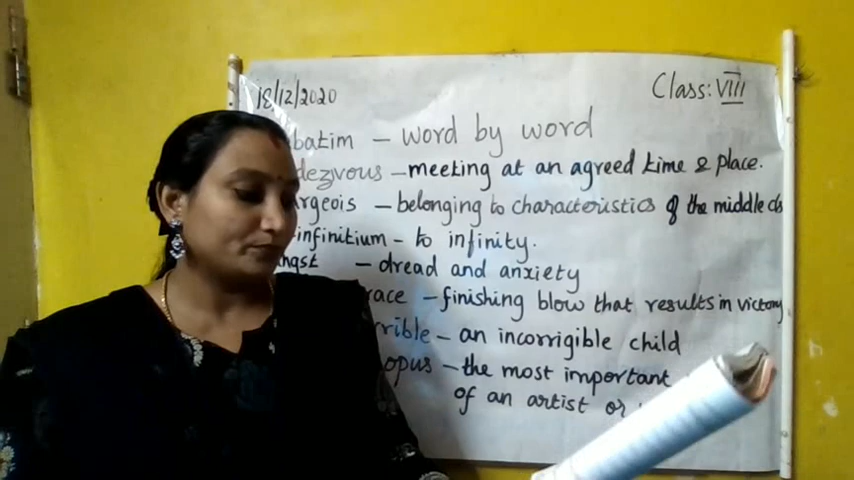 18/12/2020 Class: VIII
batim - word by word
dezvous - meeting at an agreed time & place.
rgeois - belonging to characteristics of the middle clas
infinitium - to infinity.
ngst - dread and anxiety
race - finishing blow that results in victory
rrible - an incorrigible child
opus - the most important
of an artist or